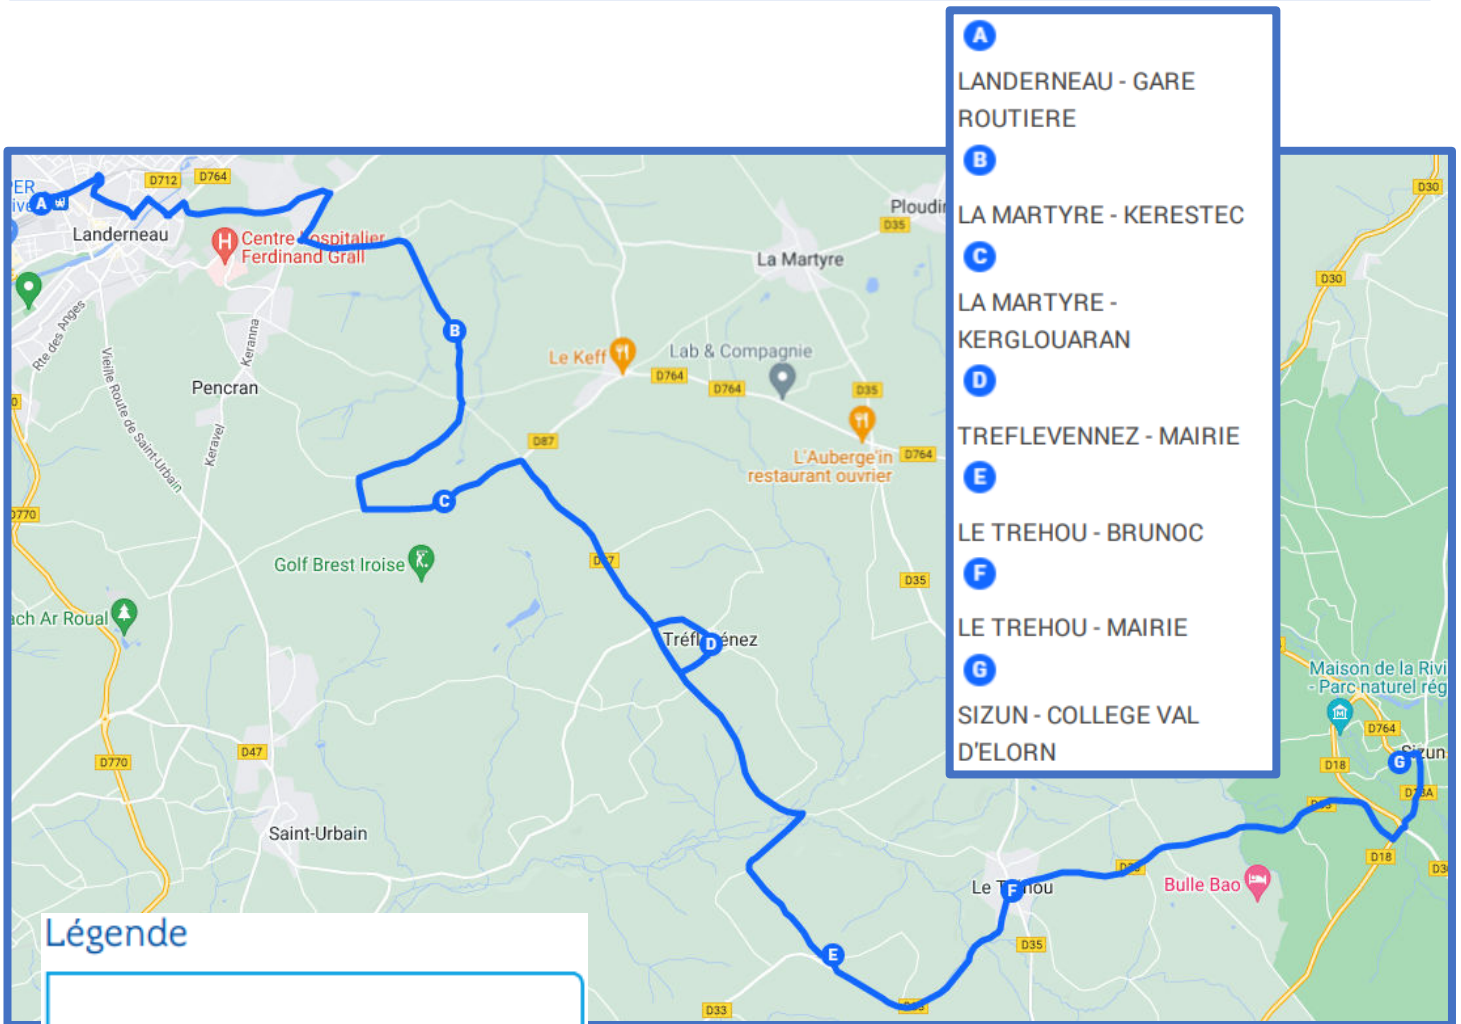 A
LANDERNEAU - GARE
ROUTIERE
B
LA MARTYRE - KERESTEC
C
LA MARTYRE -
KERGLOUARAN
D
TREFLEVENNEZ - MAIRIE
E
LE TREHOU - BRUNOC
F
LE TREHOU - MAIRIE
G
SIZUN - COLLEGE VAL
D'ELORN
D712
D764
A
Landerneau
H
Centre Hospitalier
Ferdinand Grall
Rte des Anges
Vieille Route de Saint-Urbain
Keranna
Pencran
Keravel
B
Ploudir
D35
La Martyre
Le Keff
Lab & Compagnie
D764
D764
D35
D87
L'Auberge'in
restaurant ouvrier
D764
C
D770
Golf Brest Iroise
D35
ach Ar Roual
D
D47
D770
Saint-Urbain
Le Tréhou
F
D35
E
D33
Bulle Bao
D30
D30
Maison de la Rivi
- Parc naturel rég
D764
Sizun
G
D18
D18
Légende